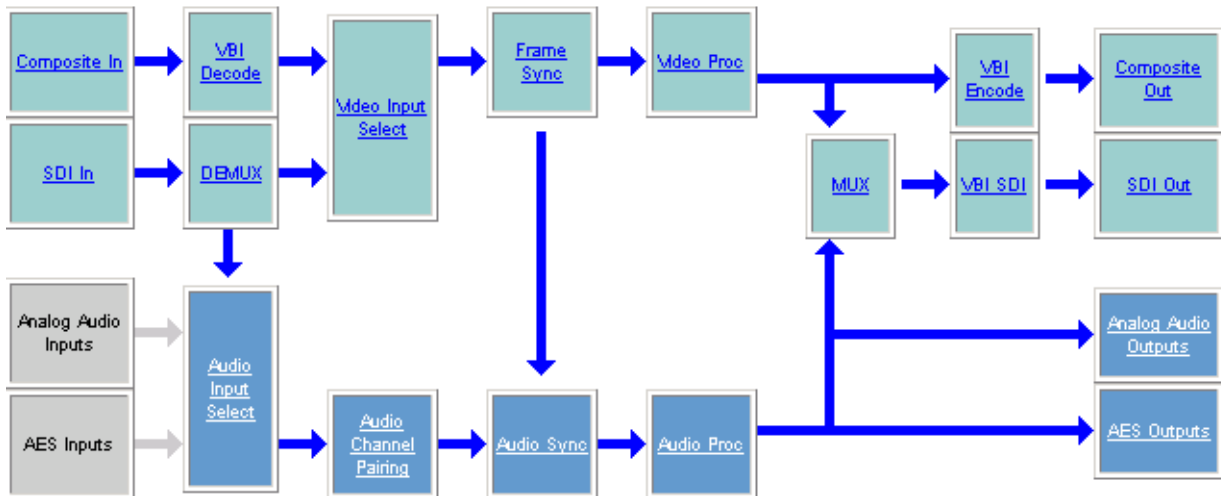 Composite In
VBI
Decode
Video Input
Select
Frame
Sync
Video Proc
VBI
Encode
Composite
Out
SDI In
DEMUX
MUX
VBI SDI
SDI Out
Analog Audio
Inputs
Audio
Input
Select
Analog Audio
Outputs
AES Inputs
Audio
Channel
Pairing
Audio Sync
Audio Proc
AES Outputs